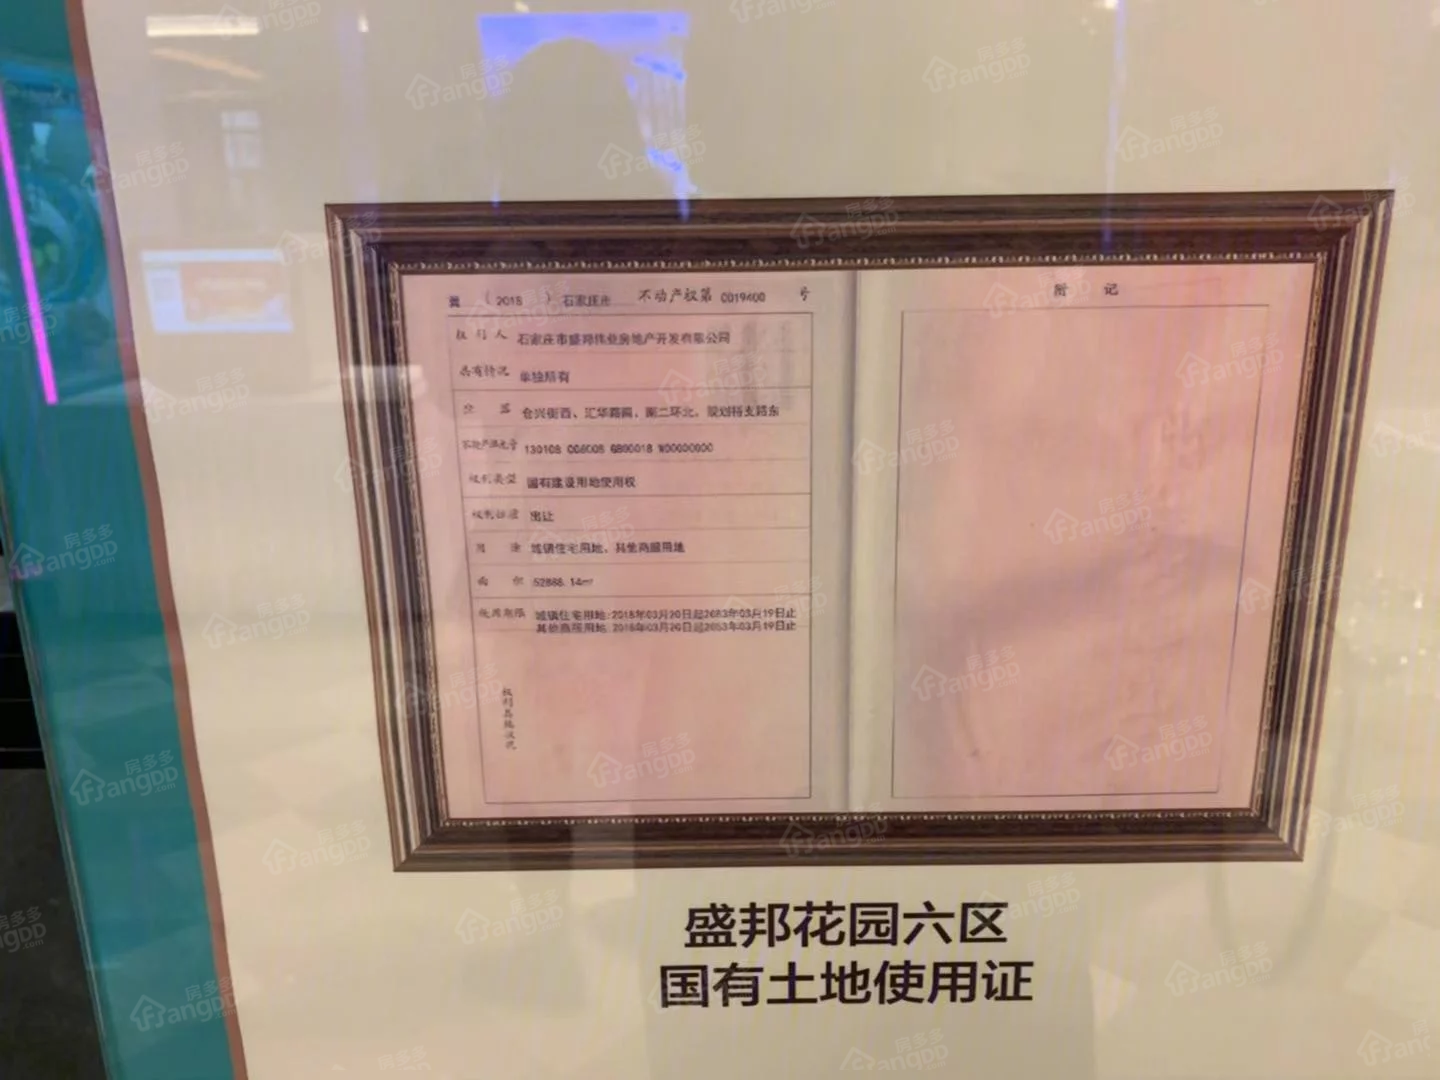 冀 ( 2018 ) 石家庄市 不动产权第 0019400 号
权利人 石家庄市盛邦伟业房地产开发有限公司
共有情况 单独所有
坐落 仓兴街西、汇华路南、南二环北、规划裕支路东
不动产单元号 130108 006008 GB00018 W00000000
权利类型 国有建设用地使用权
权利性质 出让
用途 城镇住宅用地、其他商服用地
面积 52888.14㎡
使用期限 城镇住宅用地:2018年03月20日起2083年03月19日止
其他商服用地:2018年03月20日起2053年03月19日止
权利其他状况
附记
盛邦花园六区
国有土地使用证
房多多
FangDD.com